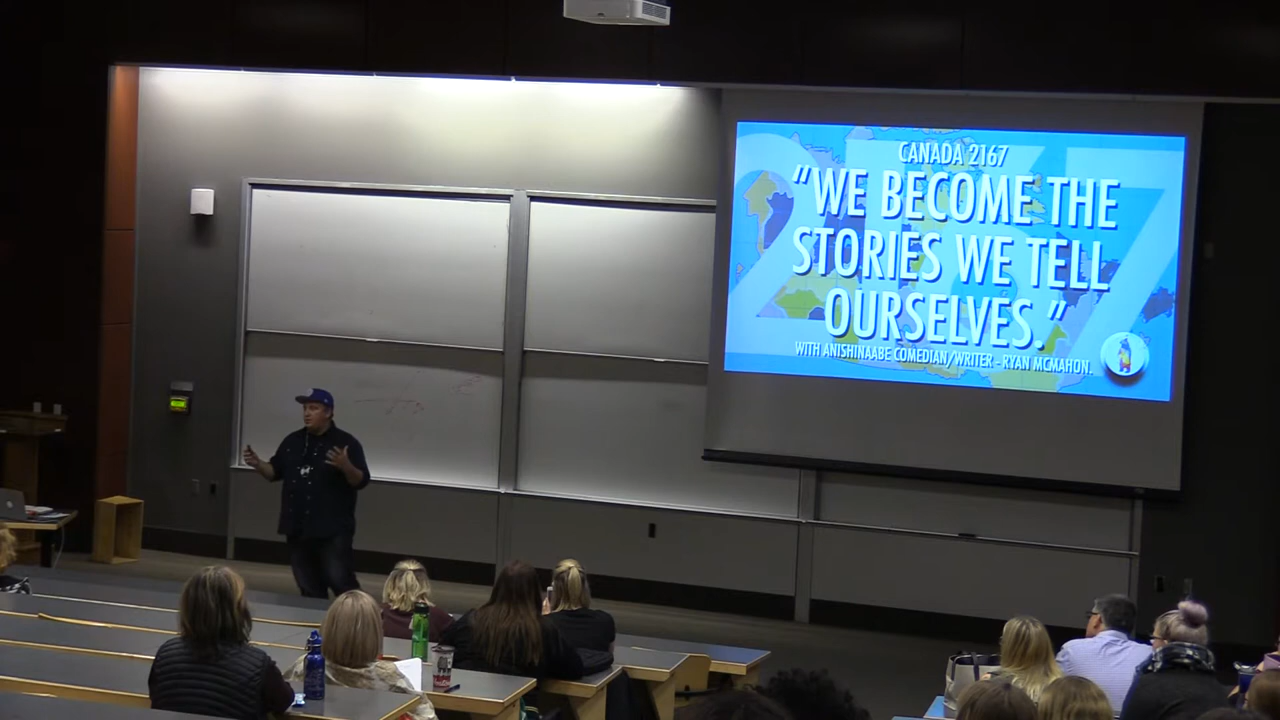 CANADA 2167
"WE BECOME THE
STORIES WE TELL
OURSELVES."
WITH ANISHINAABE COMEDIAN/WRITER - RYAN MCMAHON.